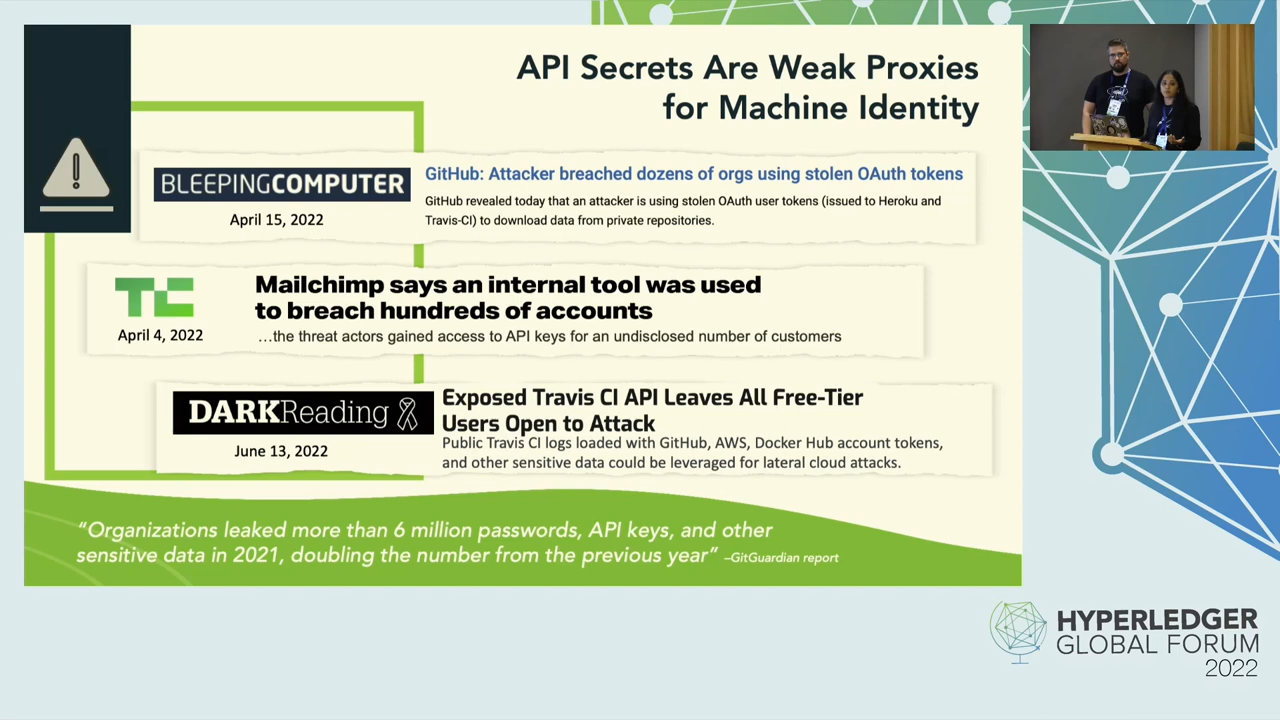 API Secrets Are Weak Proxies
for Machine Identity
BLEEPINGCOMPUTER
April 15, 2022
GitHub: Attacker breached dozens of orgs using stolen OAuth tokens
GitHub revealed today that an attacker is using stolen OAuth user tokens (issued to Heroku and
Travis-CI) to download data from private repositories.
TC
April 4, 2022
Mailchimp says an internal tool was used
to breach hundreds of accounts
...the threat actors gained access to API keys for an undisclosed number of customers
DARKReading
June 13, 2022
Exposed Travis CI API Leaves All Free-Tier
Users Open to Attack
Public Travis CI logs loaded with GitHub, AWS, Docker Hub account tokens,
and other sensitive data could be leveraged for lateral cloud attacks.
“Organizations leaked more than 6 million passwords, API keys, and other
sensitive data in 2021, doubling the number from the previous year” –GitGuardian report
HYPERLEDGER
GLOBAL FORUM
2022